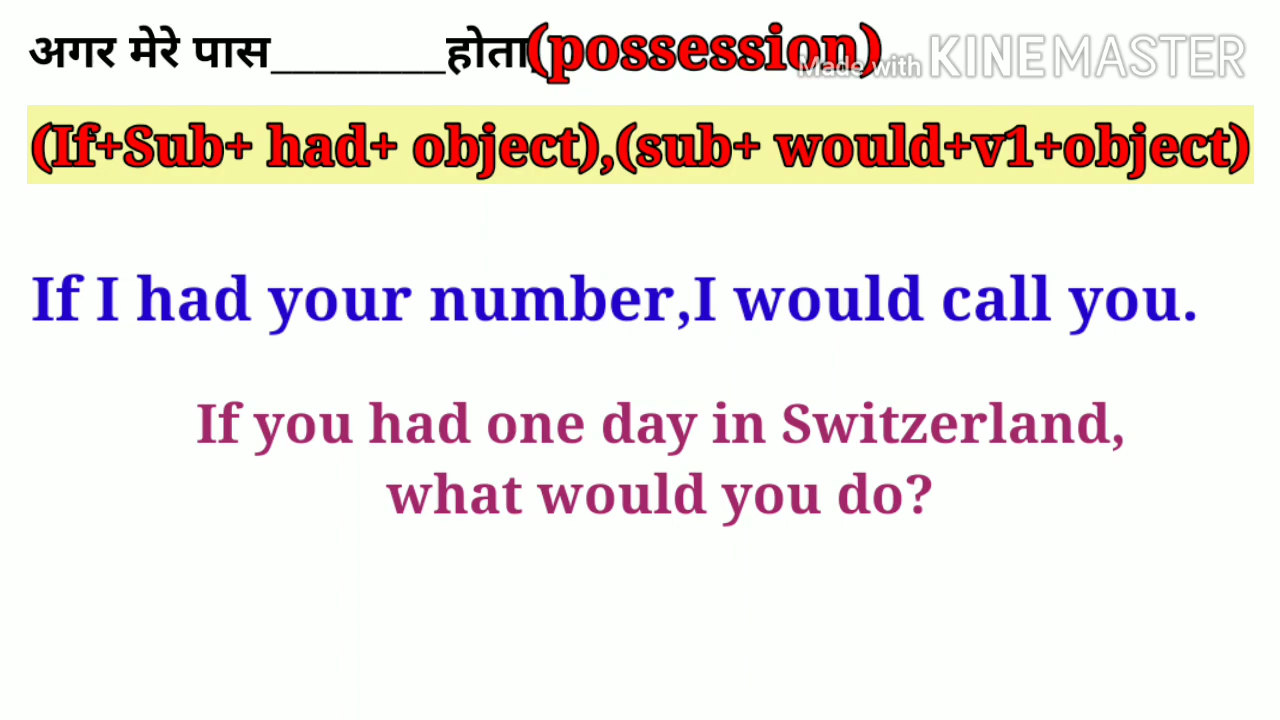 अगर मेरे पास________होता,(possession)
Made with KINEMASTER
(If+Sub+ had+ object),(sub+ would+v1+object)
If I had your number,I would call you.
If you had one day in Switzerland,
what would you do?